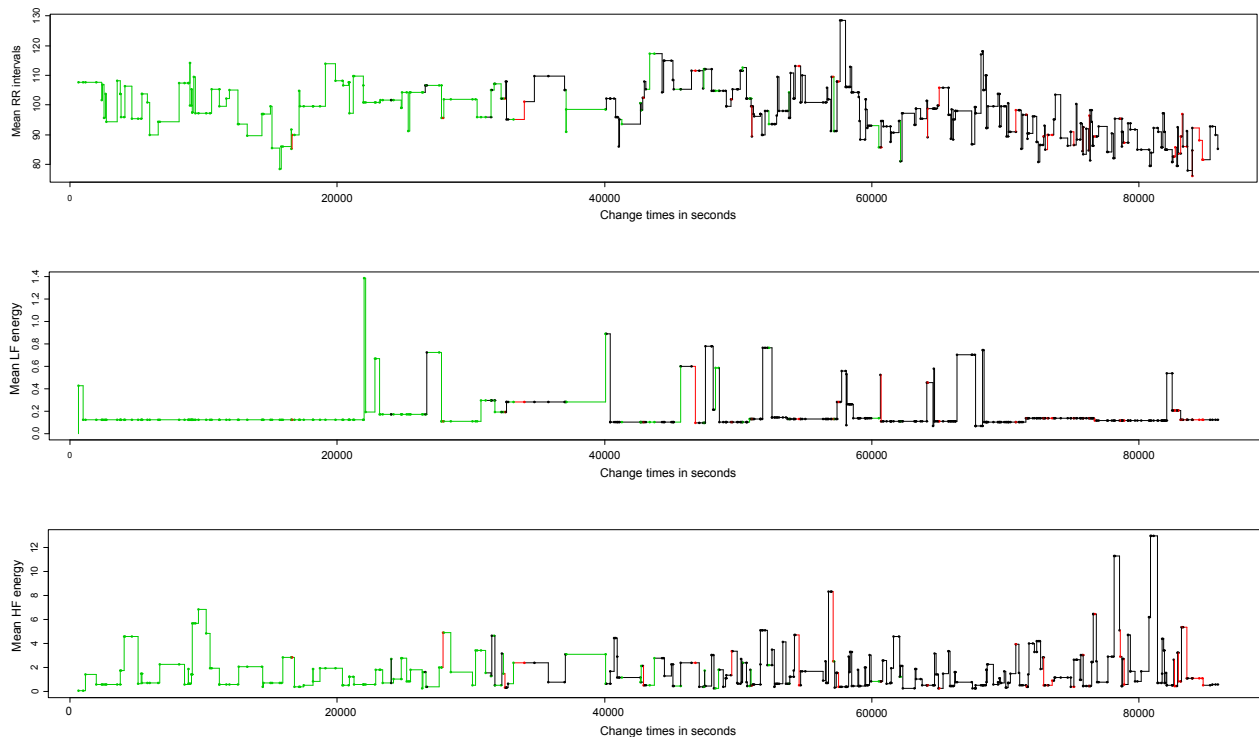 Mean RR intervals
130
120
110
100
90
80
0 20000 40000 60000 80000
Change times in seconds
Mean LF energy
1.4
1.2
1.0
0.8
0.6
0.4
0.2
0.0
0 20000 40000 60000 80000
Change times in seconds
Mean HF energy
12
10
8
6
4
2
0
0 20000 40000 60000 80000
Change times in seconds